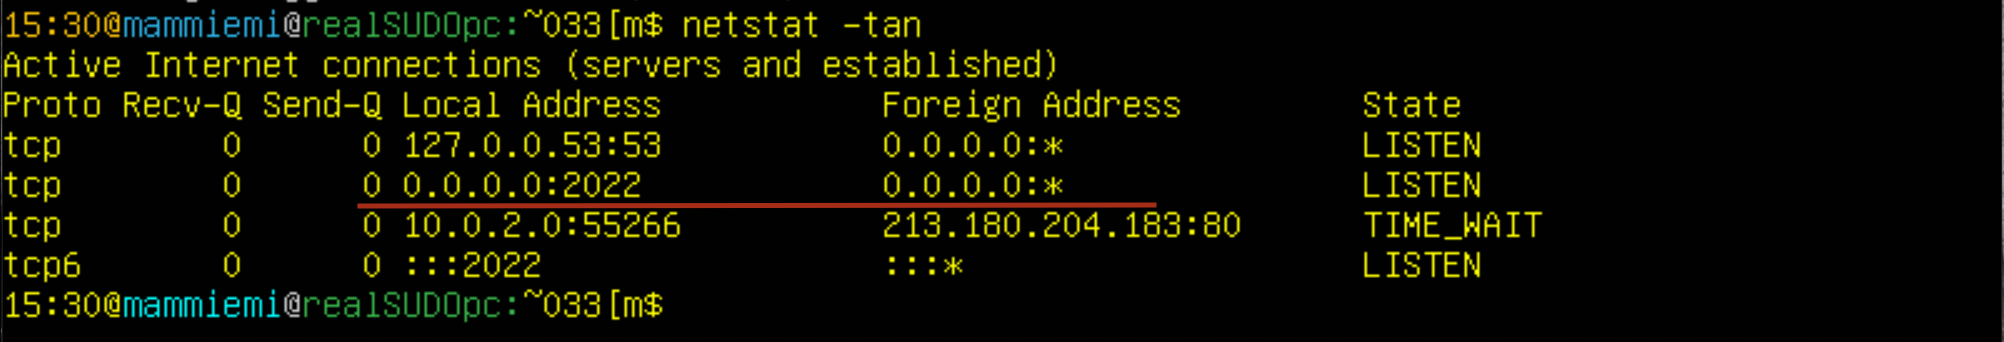 15:30@mammiemi@realSUDOpc:~033[m$ netstat -tan
Active Internet connections (servers and established)
Proto Recv-Q Send-Q Local Address Foreign Address State
tcp 0 0 127.0.0.53:53 0.0.0.0:* LISTEN
tcp 0 0 0.0.0.0:2022 0.0.0.0:* LISTEN
tcp 0 0 10.0.2.0:55266 213.180.204.183:80 TIME_WAIT
tcp6 0 0 :::2022 :::* LISTEN
15:30@mammiemi@realSUDOpc:~033[m$